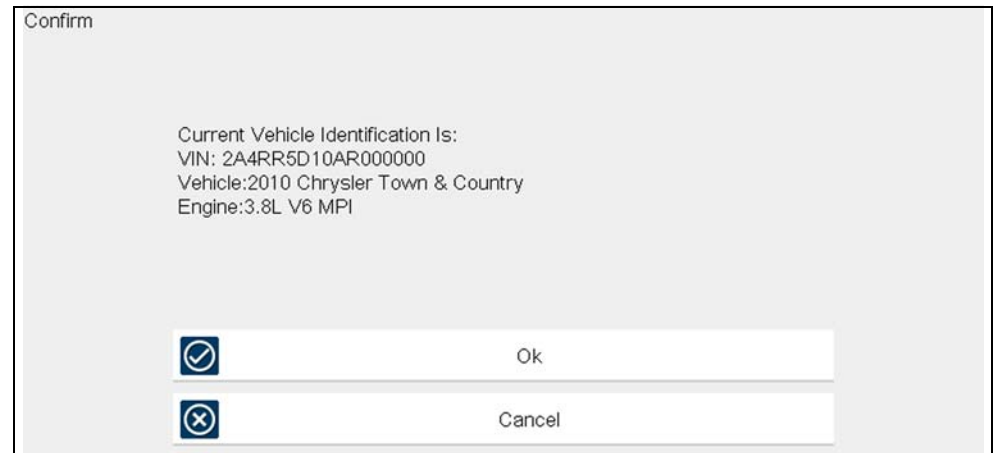 Confirm
Current Vehicle Identification Is:
VIN: 2A4RR5D10AR000000
Vehicle:2010 Chrysler Town & Country
Engine:3.8L V6 MPI
Ok
Cancel